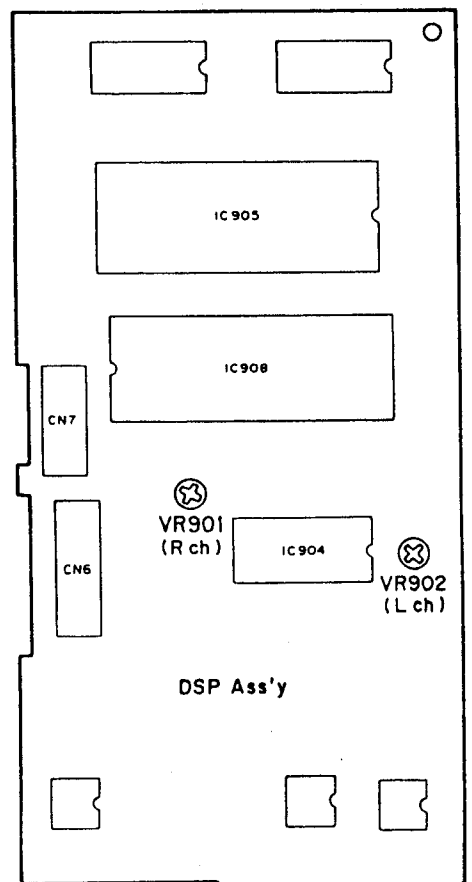 IC905
IC908
CN7
VR901
(R ch)
IC904
CN6
VR902
(L ch)
DSP Ass'y